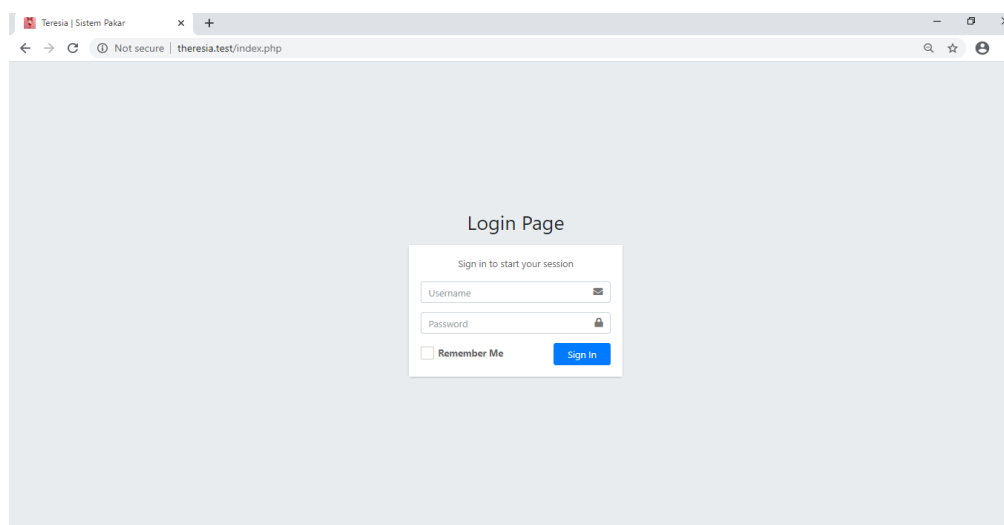 Teresia | Sistem Pakar
Not secure | theresia.test/index.php
Login Page
Sign in to start your session
Username
Password
Remember Me
Sign In